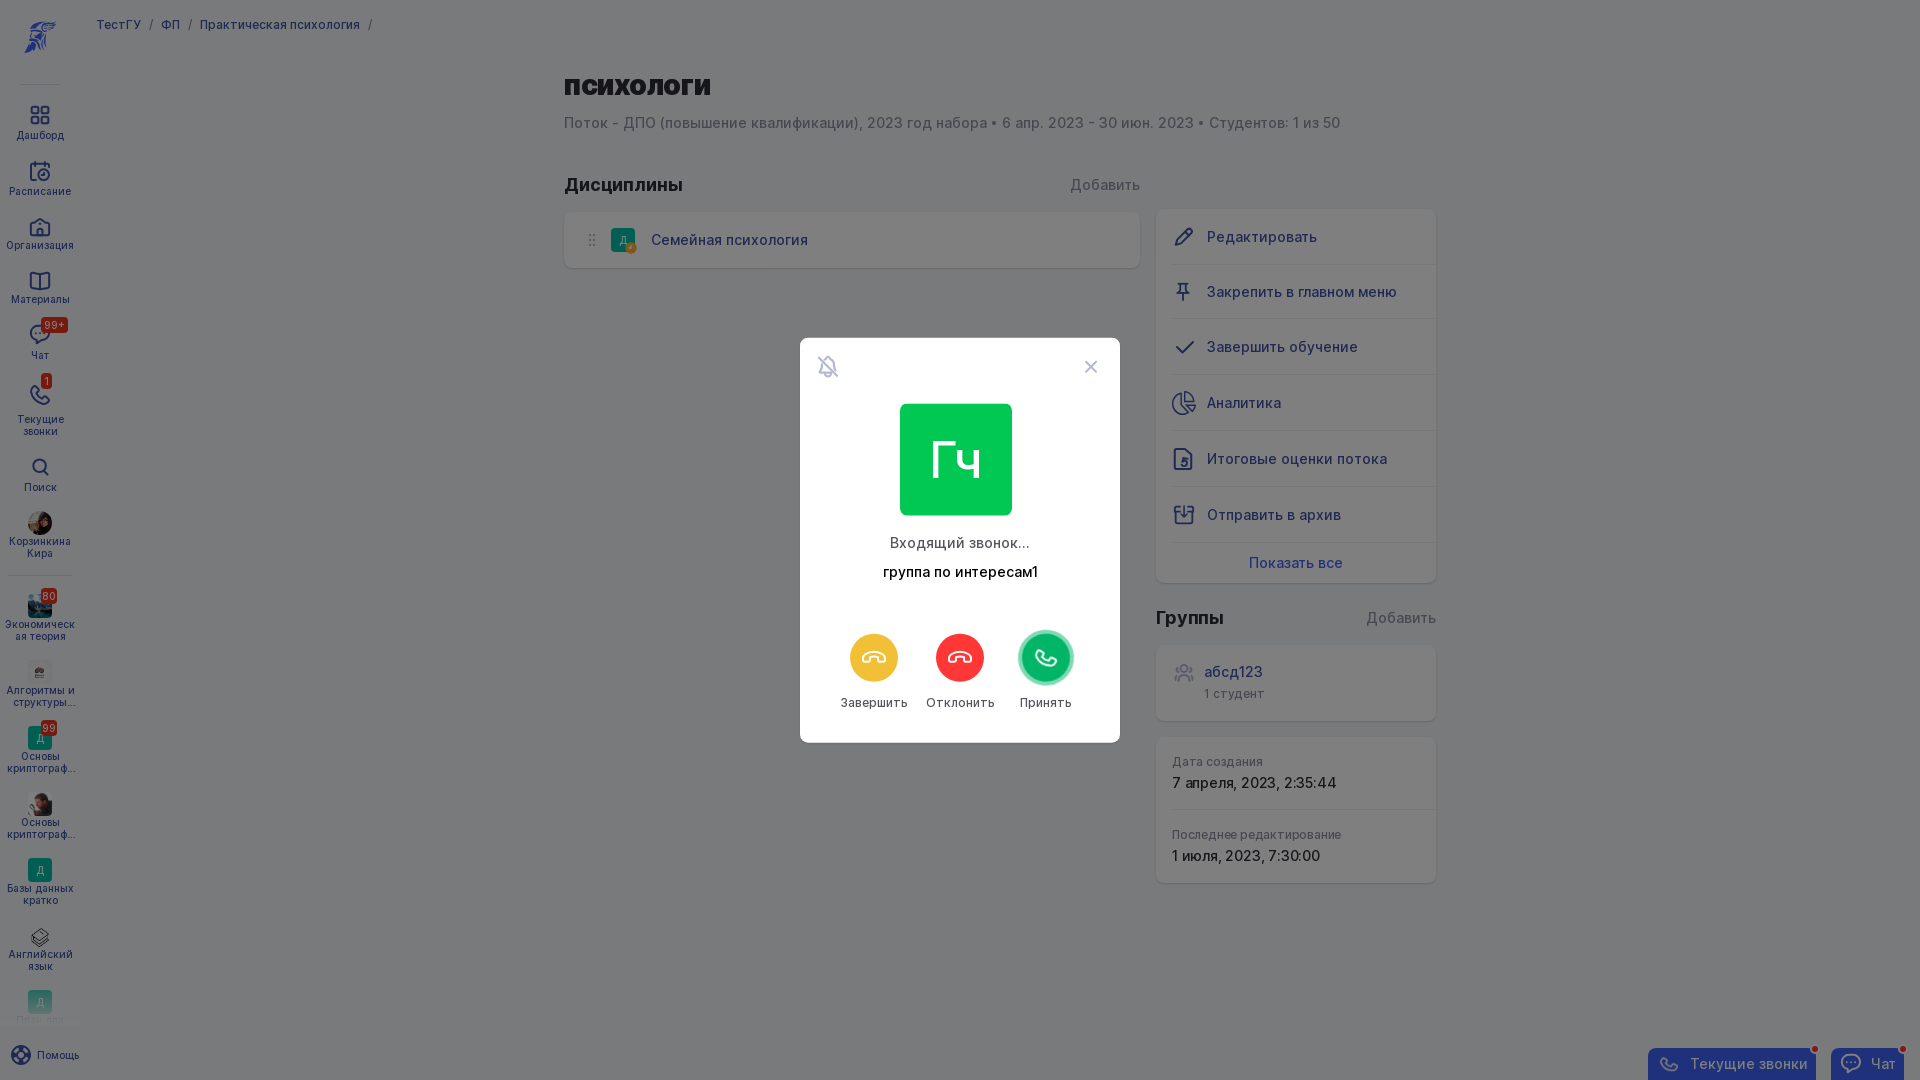 ТестГУ / ФП / Практическая психология /
Дашборд
Расписание
Организация
Материалы
99+
Чат
1
Текущие
звонки
Поиск
Корзинкина
Кира
80
Экономическ
ая теория
Алгоритмы и
структуры...
99
Д
Основы
криптограф...
Основы
криптограф...
Д
Базы данных
кратко
Английский
язык
Д
Помощь
психологи
Поток - ДПО (повышение квалификации), 2023 год набора • 6 апр. 2023 - 30 июн. 2023 • Студентов: 1 из 50
Дисциплины
Добавить
Д
Семейная психология
Гч
Входящий звонок...
группа по интересам1
Завершить
Отклонить
Принять
Редактировать
Закрепить в главном меню
Завершить обучение
Аналитика
Итоговые оценки потока
Отправить в архив
Показать все
Группы
Добавить
абсд123
1 студент
Дата создания
7 апреля, 2023, 2:35:44
Последнее редактирование
1 июля, 2023, 7:30:00
Текущие звонки
Чат